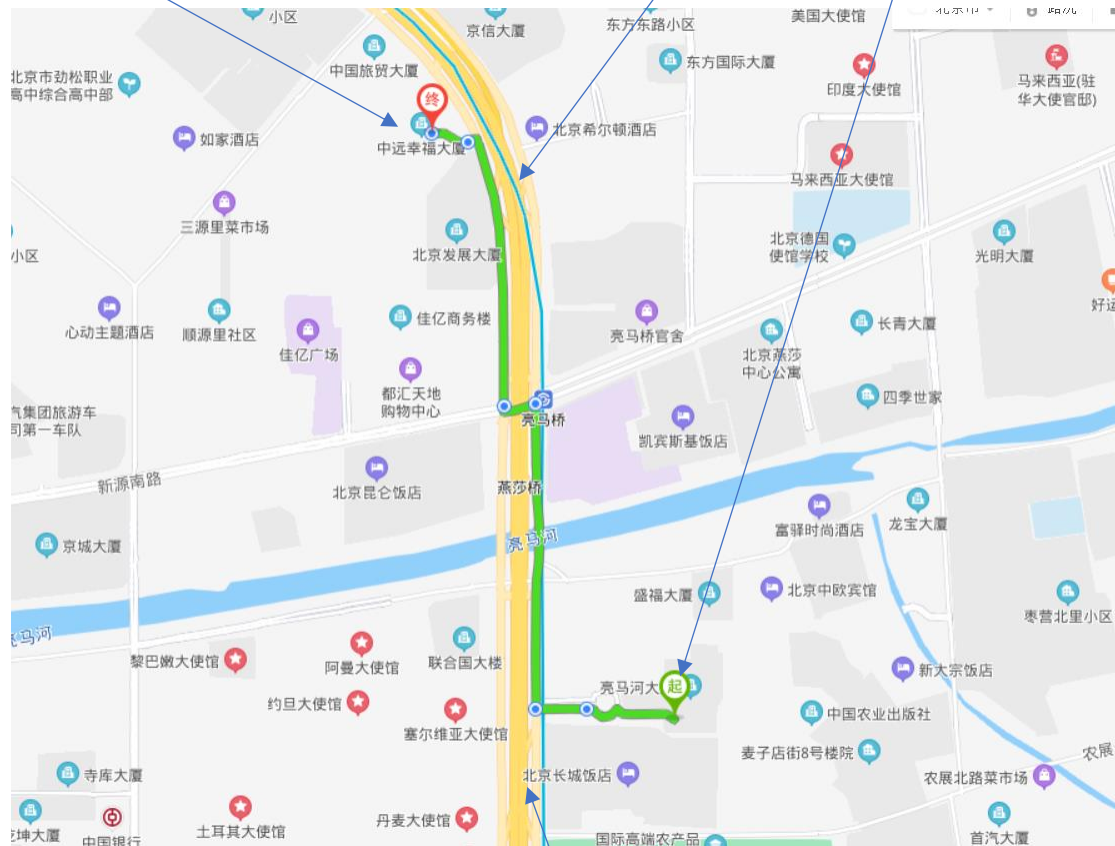 小区
京信大厦
东方东路小区
美国大使馆
北京市
路况
中国旅贸大厦
东方国际大厦
印度大使馆
马来西亚(驻
华大使官邸)
北京市劲松职业
高中综合高中部
终
如家酒店
中远幸福大厦
北京希尔顿酒店
马来西亚大使馆
三源里菜市场
小区
北京发展大厦
北京德国
使馆学校
光明大厦
心动主题酒店
顺源里社区
佳亿商务楼
佳亿广场
亮马桥官舍
长青大厦
北京燕莎
中心公寓
好运
都汇天地
购物中心
四季世家
汽集团旅游车
司第一车队
亮马桥
凯宾斯基饭店
新源南路
北京昆仑饭店
燕莎桥
富驿时尚酒店
龙宝大厦
京城大厦
亮马河
盛福大厦
北京中欧宾馆
枣营北里小区
亮马河
黎巴嫩大使馆
阿曼大使馆
联合国大楼
新大宗饭店
亮马河大
起
约旦大使馆
塞尔维亚大使馆
中国农业出版社
麦子店街8号楼院
农展
寺库大厦
北京长城饭店
农展北路菜市场
乾坤大厦
中国银行
土耳其大使馆
丹麦大使馆
国际高端农产品
首汽大厦